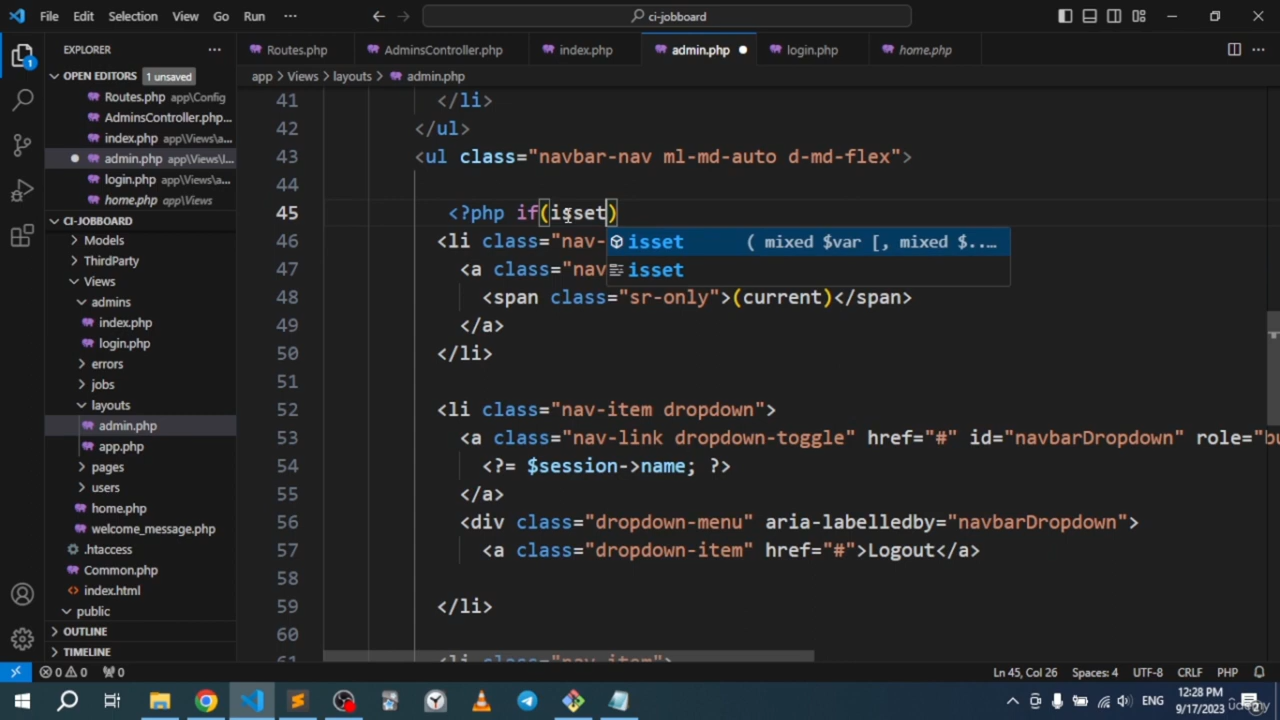 File Edit Selection View Go Run ··· ci-jobboard
EXPLORER ···
Routes.php AdminsController.php index.php admin.php login.php home.php
OPEN EDITORS 1 unsaved
Routes.php app\Config
AdminsController.php...
index.php app\Views\a...
admin.php app\Views\l...
login.php app\Views\a...
home.php app\Views
CI-JOBBOARD
Models
ThirdParty
Views
admins
index.php
login.php
errors
jobs
layouts
admin.php
app.php
pages
users
home.php
welcome_message.php
.htaccess
Common.php
index.html
public
OUTLINE
TIMELINE
1
app > Views > layouts > admin.php
41 </li>
42 </ul>
43 <ul class="navbar-nav ml-md-auto d-md-flex">
44
45 <?php if(isset)
46 <li class="nav-
isset ( mixed $var [, mixed $...
47 <a class="nav
isset
48 <span class="sr-only">(current)</span>
49 </a>
50 </li>
51
52 <li class="nav-item dropdown">
53 <a class="nav-link dropdown-toggle" href="#" id="navbarDropdown" role="bu
54 <?= $session->name; ?>
55 </a>
56 <div class="dropdown-menu" aria-labelledby="navbarDropdown">
57 <a class="dropdown-item" href="#">Logout</a>
58
59 </li>
60
61 <li class="nav-item">
0 0 0 Ln 45, Col 26 Spaces: 4 UTF-8 CRLF PHP
ENG 12:28 PM
9/17/2023
2
udemy